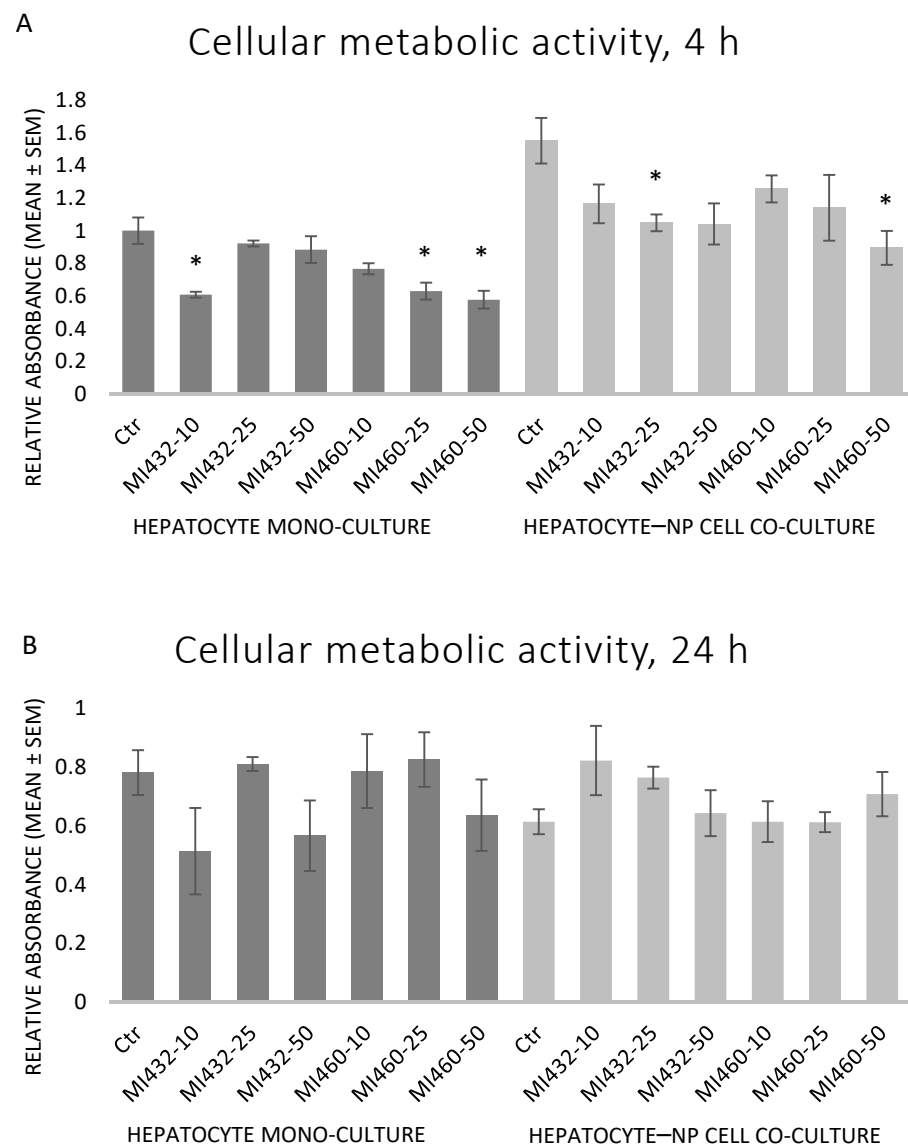 A
Cellular metabolic activity, 4 h
RELATIVE ABSORBANCE (MEAN ± SEM)
1.8
1.6
1.4
1.2
1
0.8
0.6
0.4
0.2
0
*
*
*
*
*
Ctr
MI432-10
MI432-25
MI432-50
MI460-10
MI460-25
MI460-50
Ctr
MI432-10
MI432-25
MI432-50
MI460-10
MI460-25
MI460-50
HEPATOCYTE MONO-CULTURE
HEPATOCYTE—NP CELL CO-CULTURE
B
Cellular metabolic activity, 24 h
RELATIVE ABSORBANCE (MEAN ± SEM)
1
0.8
0.6
0.4
0.2
0
Ctr
MI432-10
MI432-25
MI432-50
MI460-10
MI460-25
MI460-50
Ctr
MI432-10
MI432-25
MI432-50
MI460-10
MI460-25
MI460-50
HEPATOCYTE MONO-CULTURE
HEPATOCYTE—NP CELL CO-CULTURE